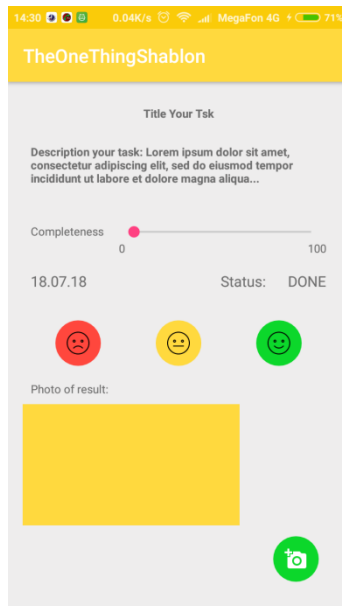 14:30 0.04K/s MegaFon 4G 71%
TheOneThingShablon
Title Your Tsk
Description your task: Lorem ipsum dolor sit amet,
consectetur adipiscing elit, sed do eiusmod tempor
incididunt ut labore et dolore magna aliqua...
Completeness
0 100
18.07.18 Status: DONE
Photo of result: